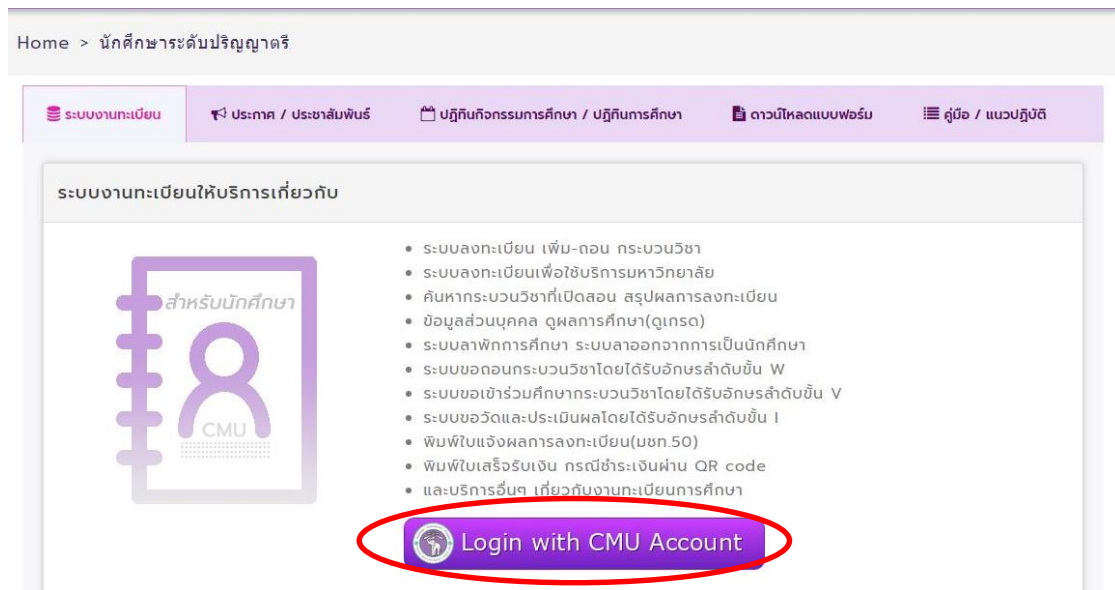 Home > นักศึกษาระดับปริญญาตรี
ระบบงานทะเบียน
ประกาศ / ประชาสัมพันธ์
ปฏิทินกิจกรรมการศึกษา / ปฏิทินการศึกษา
ดาวน์โหลดแบบฟอร์ม
คู่มือ / แนวปฏิบัติ
ระบบงานทะเบียนให้บริการเกี่ยวกับ
สำหรับนักศึกษา
CMU
ระบบลงทะเบียน เพิ่ม-ถอน กระบวนวิชา
ระบบลงทะเบียนเพื่อใช้บริการมหาวิทยาลัย
ค้นหากระบวนวิชาที่เปิดสอน สรุปผลการลงทะเบียน
ข้อมูลส่วนบุคคล ดูผลการศึกษา(ดูเกรด)
ระบบลาพักการศึกษา ระบบลาออกจากการเป็นนักศึกษา
ระบบขอถอนกระบวนวิชาโดยได้รับอักษรลำดับขั้น W
ระบบขอเข้าร่วมศึกษากระบวนวิชาโดยได้รับอักษรลำดับขั้น V
ระบบขอวัดและประเมินผลโดยได้รับอักษรลำดับขั้น I
พิมพ์ใบแจ้งผลการลงทะเบียน(มชท.50)
พิมพ์ใบเสร็จรับเงิน กรณีชำระเงินผ่าน QR code
และบริการอื่นๆ เกี่ยวกับงานทะเบียนการศึกษา
Login with CMU Account